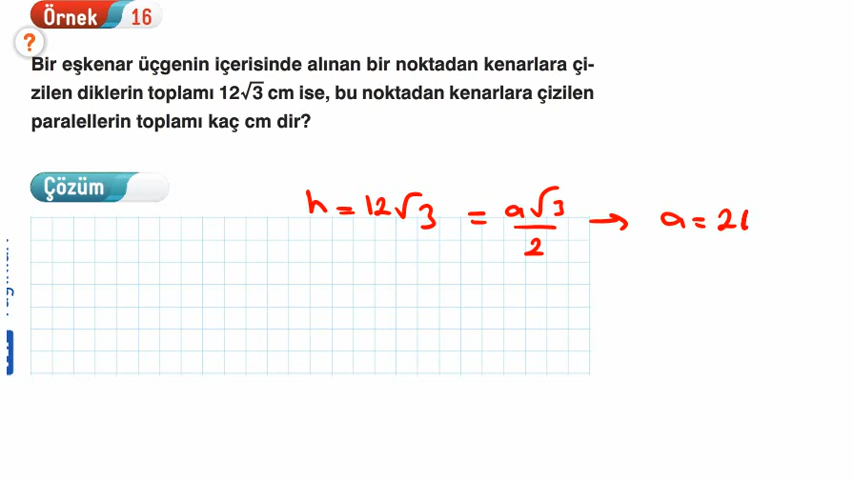 Örnek 16
?
Bir eşkenar üçgenin içerisinde alınan bir noktadan kenarlara çi-
zilen diklerin toplamı 12√3 cm ise, bu noktadan kenarlara çizilen
paralellerin toplamı kaç cm dir?
Çözüm
h = 12√3 = a√3/2 → a = 2